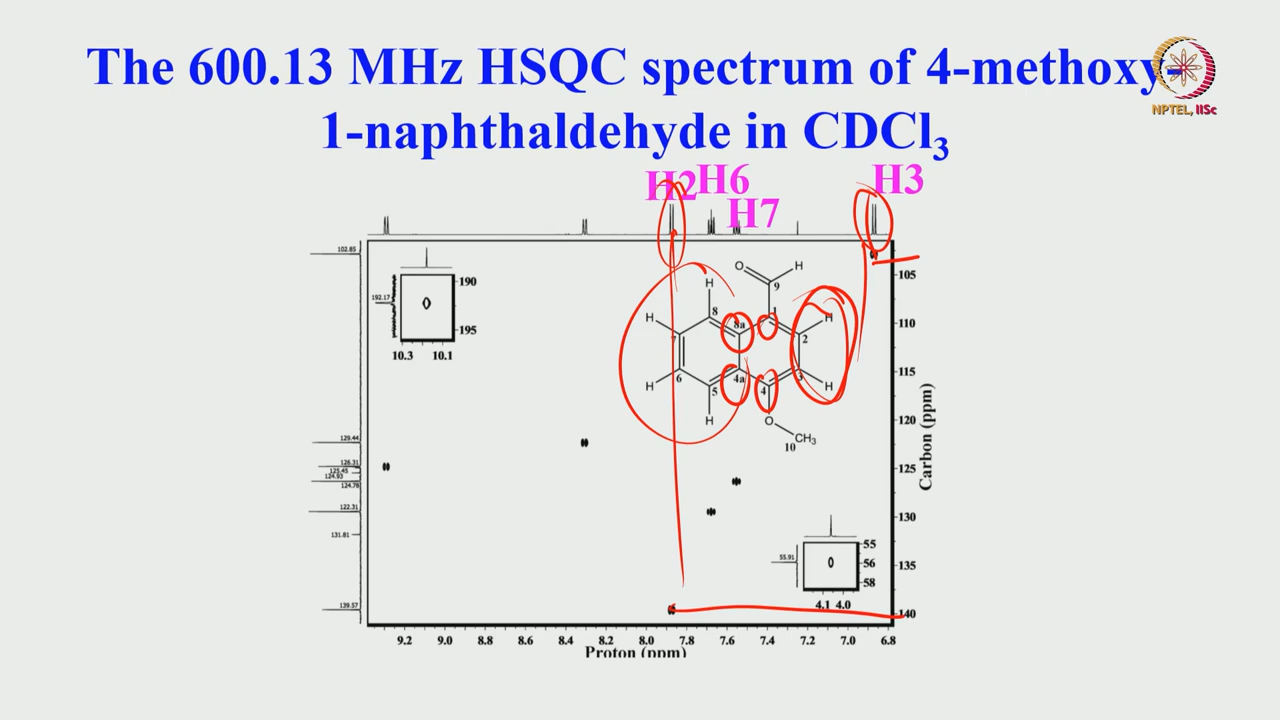 The 600.13 MHz HSQC spectrum of 4-methoxy-
1-naphthaldehyde in CDCl3
NPTEL, IISc
H2 H6 H3
H7
102.85
105
190
192.17
195
10.3 10.1
O H
9
H 8 8a 1 H
H 7 2
H 6 4a 3 H
5 4
H O
10 CH3
110
115
120
125
130
135
140
Carbon (ppm)
129.44
126.31
125.45
124.93
124.78
122.31
131.81
139.57
55.91
55
56
58
4.1 4.0
9.2 9.0 8.8 8.6 8.4 8.2 8.0 7.8 7.6 7.4 7.2 7.0 6.8
Proton (ppm)